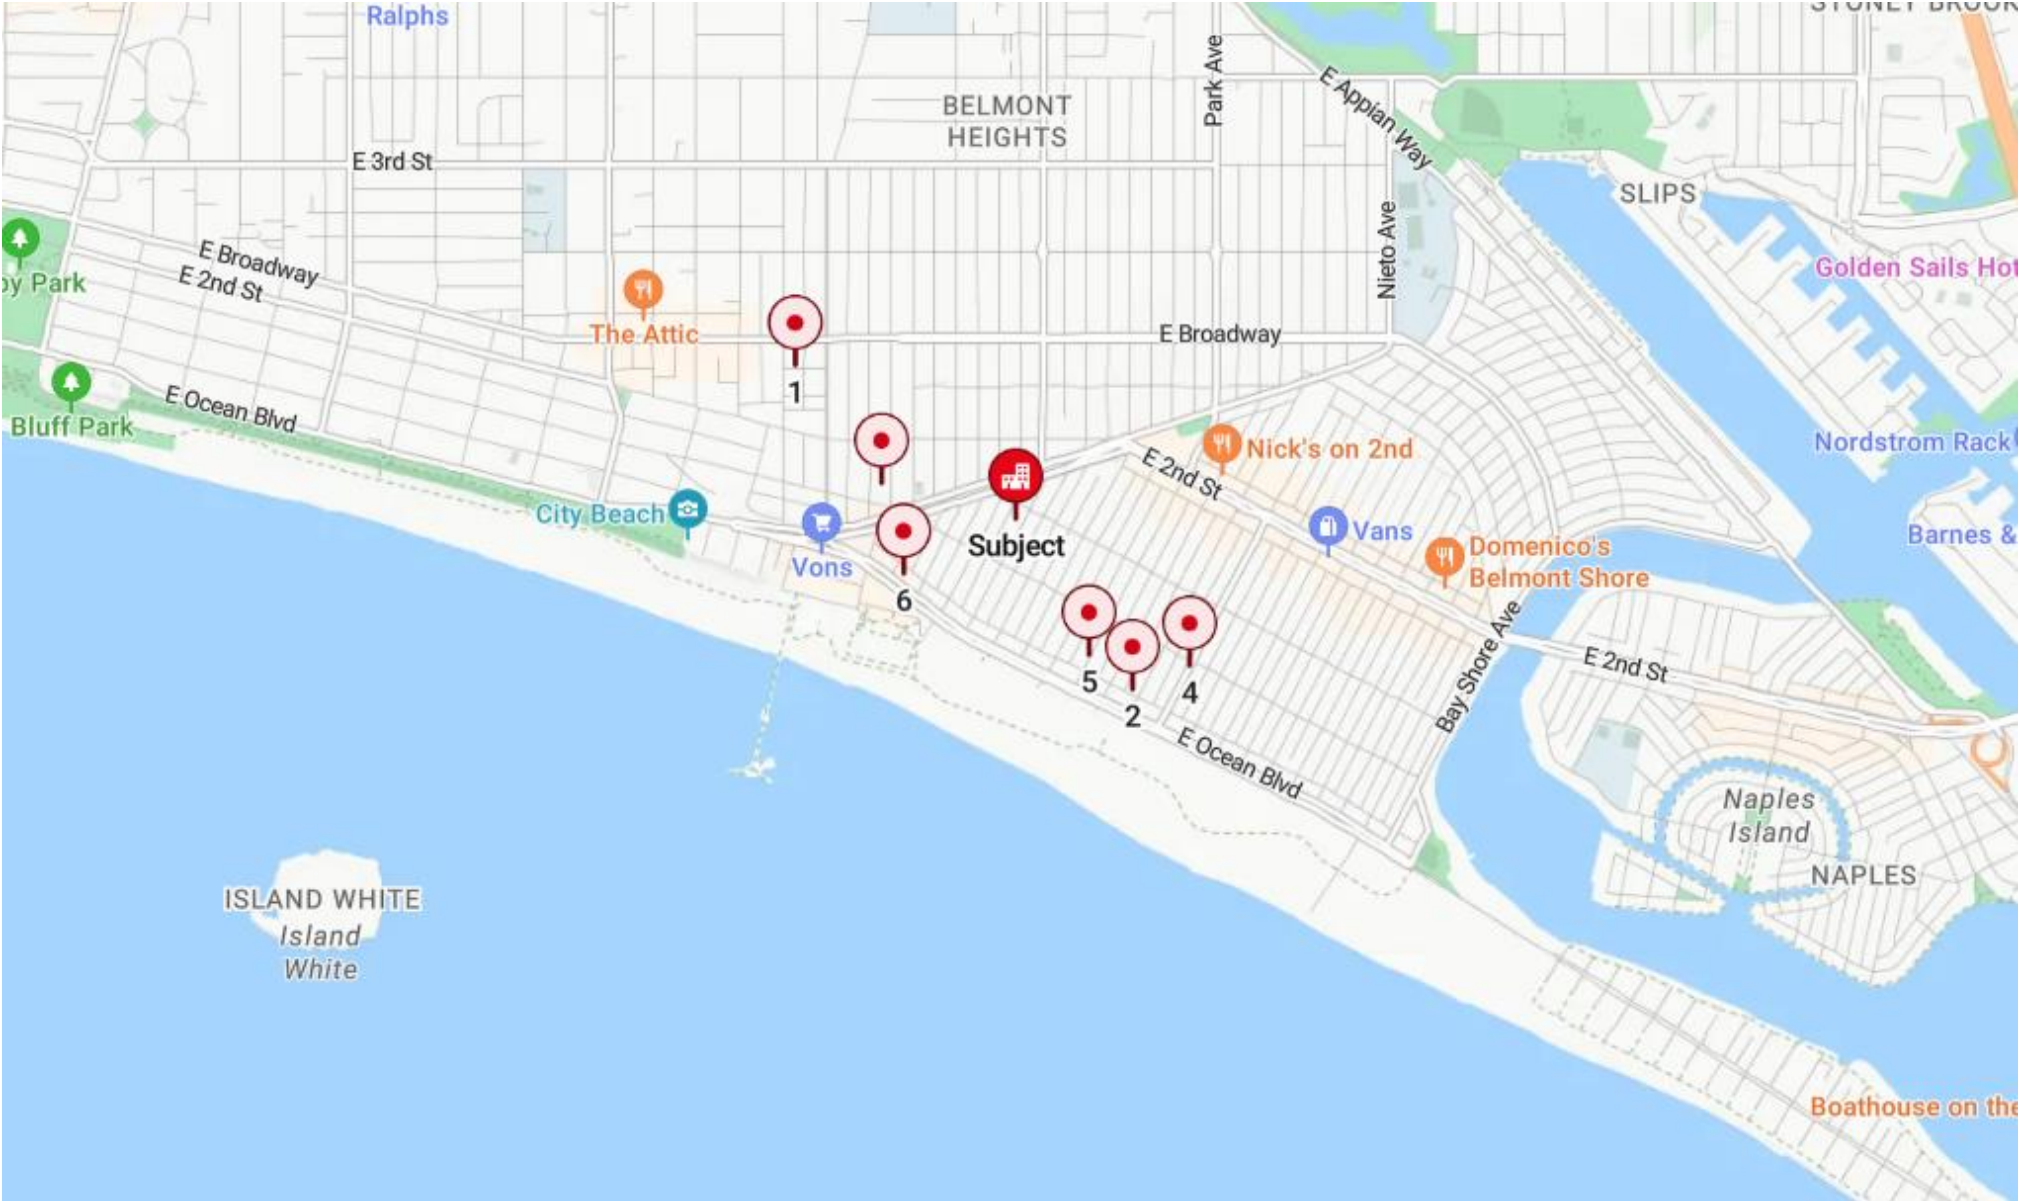 Ralphs
BELMONT
HEIGHTS
Park Ave
E Appian Way
E 3rd St
SLIPS
Nieto Ave
E Broadway
E 2nd St
by Park
Golden Sails Hot
The Attic
1
E Broadway
E Ocean Blvd
Bluff Park
Nick's on 2nd
Nordstrom Rack
E 2nd St
City Beach
Vons
Subject
Vans
Barnes &
Domenico's
Belmont Shore
6
5
2
4
Bay Shore Ave
E 2nd St
E Ocean Blvd
Naples
Island
NAPLES
ISLAND WHITE
Island
White
Boathouse on the